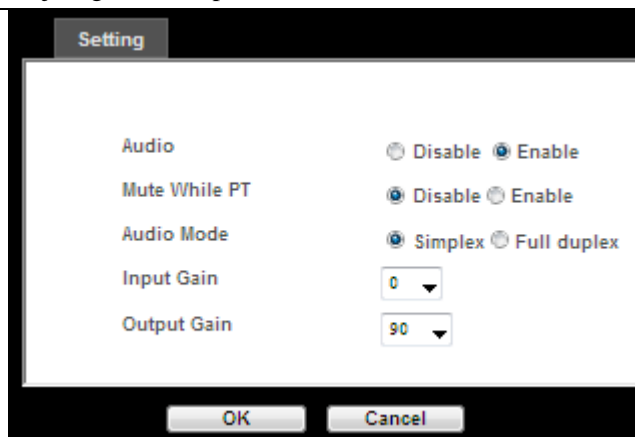 Setting
Audio Disable Enable
Mute While PT Disable Enable
Audio Mode Simplex Full duplex
Input Gain 0
Output Gain 90
OK Cancel